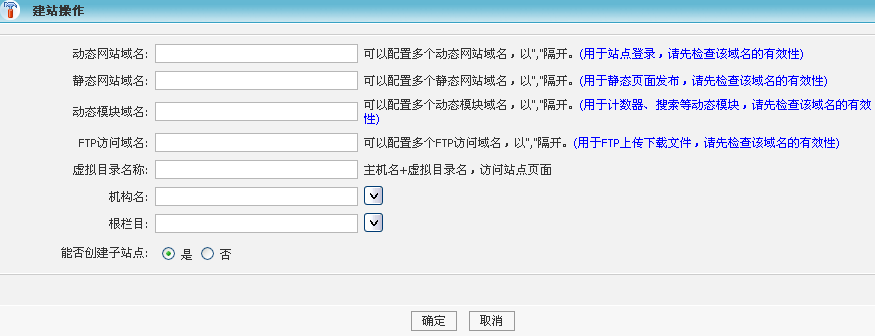 建站操作
动态网站域名: 可以配置多个动态网站域名，以","隔开。(用于站点登录，请先检查该域名的有效性)
静态网站域名: 可以配置多个静态网站域名，以","隔开。(用于静态页面发布，请先检查该域名的有效性)
动态模块域名: 可以配置多个动态模块域名，以","隔开。(用于计数器、搜索等动态模块，请先检查该域名的有效
性)
FTP访问域名: 可以配置多个FTP访问域名，以","隔开。(用于FTP上传下载文件，请先检查该域名的有效性)
虚拟目录名称: 主机名+虚拟目录名，访问站点页面
机构名:
根栏目:
能否创建子站点: 是 否
确定 取消